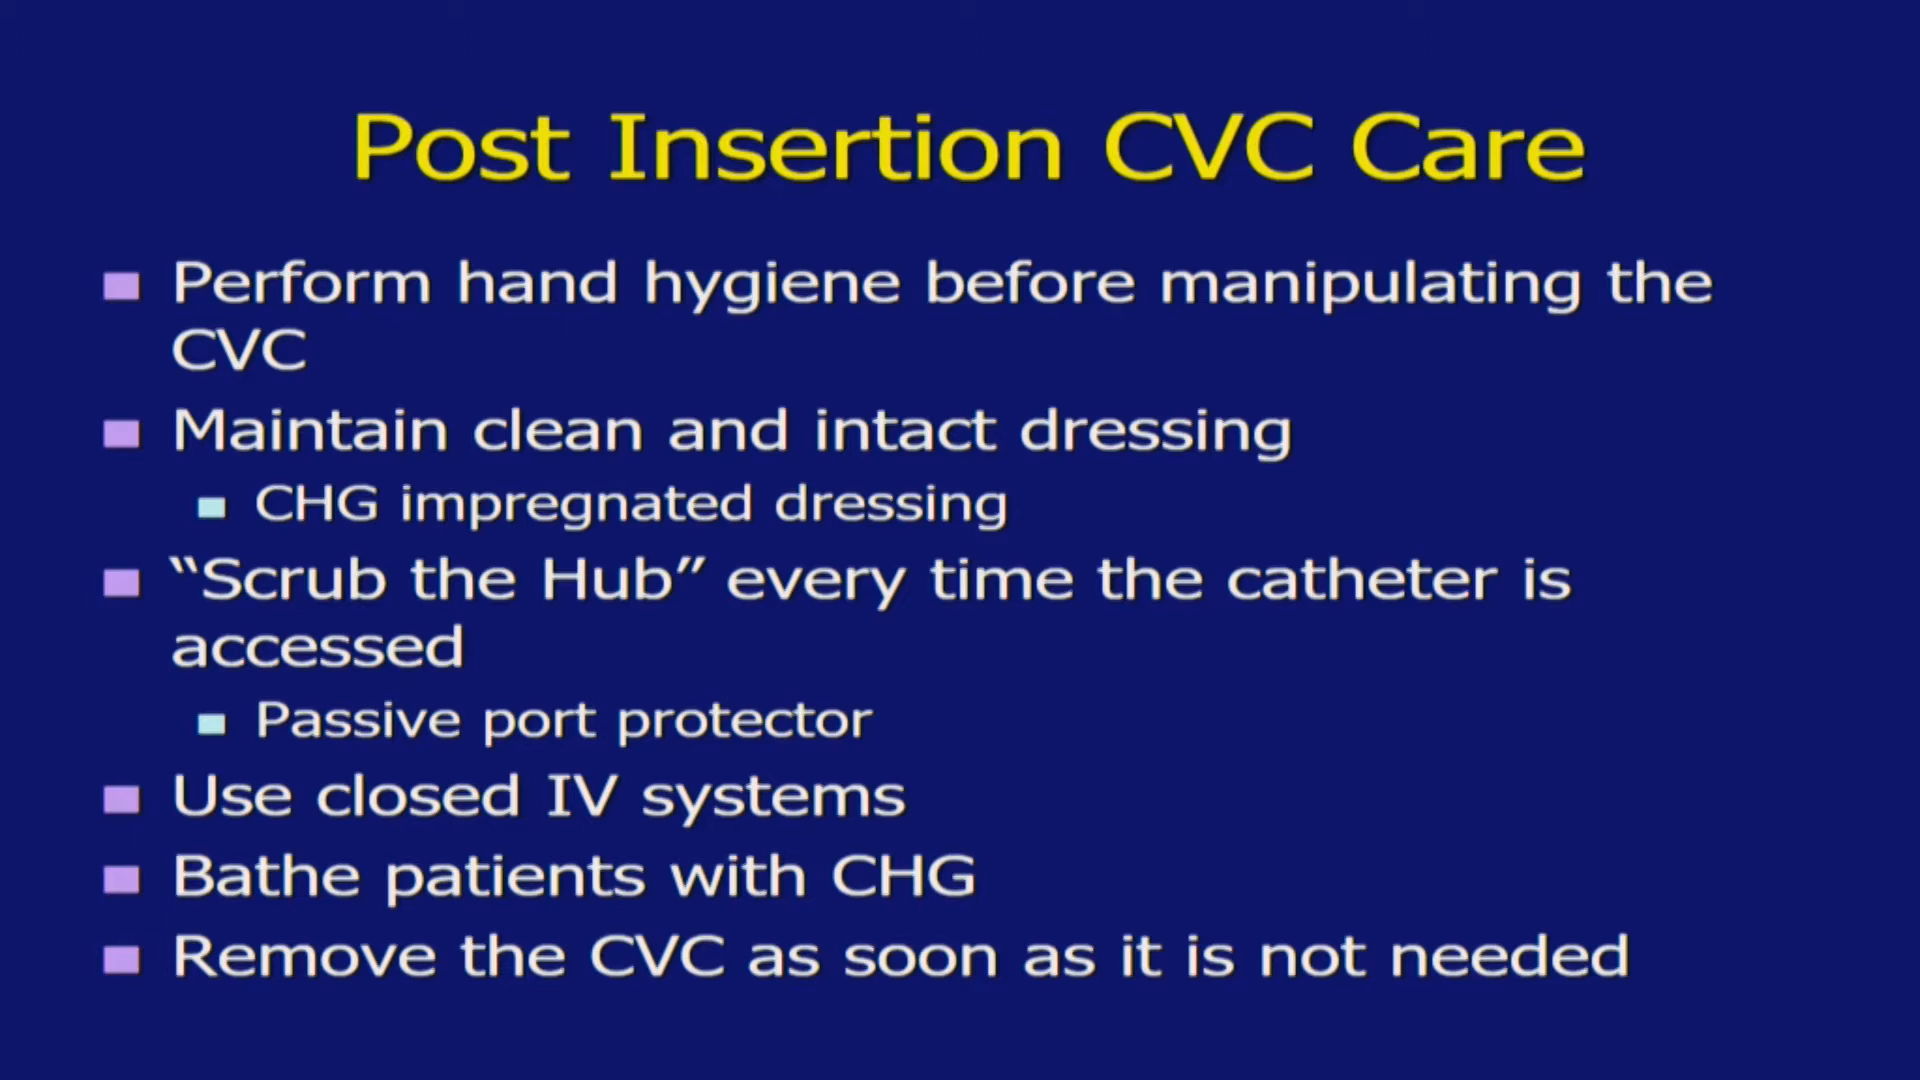 Post Insertion CVC Care
Perform hand hygiene before manipulating the
CVC
Maintain clean and intact dressing
CHG impregnated dressing
“Scrub the Hub” every time the catheter is
accessed
Passive port protector
Use closed IV systems
Bathe patients with CHG
Remove the CVC as soon as it is not needed